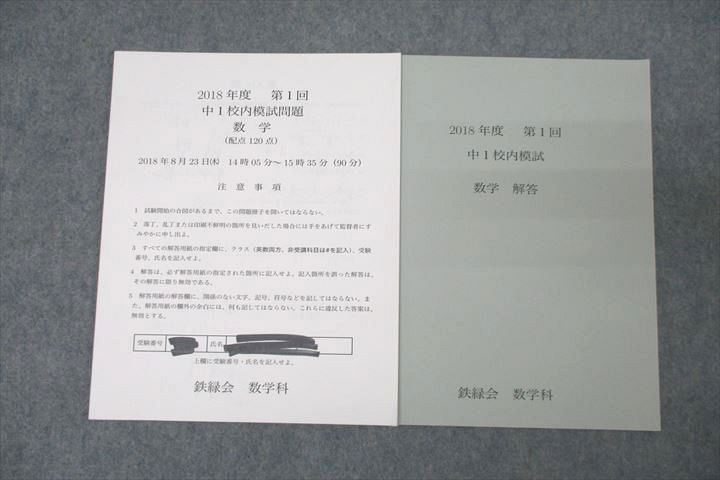 2018 年度 第1回
中1校内模試問題
数 学
(配点 120 点)
2018 年 8 月 23 日(木) 14 時 05 分~15 時 35 分 (90 分)
注 意 事 項
1 試験開始の合図があるまで、この問題冊子を開いてはならない。
2 落丁、乱丁または印刷不鮮明の箇所を見いだした場合には手をあげて監督者にす
みやかに申し出よ。
3 すべての解答用紙の指定欄に、クラス (英数両方、非受講科目は#を記入)、受験
番号、氏名を記入せよ。
4 解答は、必ず解答用紙の指定された箇所に記入せよ。記入箇所を誤った解答は、
その解答に限り無効である。
5 解答用紙の解答欄に、関係のない文字、記号、符号などを記してはならない。ま
た、解答用紙の欄外の余白には、何も記してはならない。これらに違反した答案は、
無効とする。
受験番号 氏名
上欄に受験番号・氏名を記入せよ。
鉄緑会 数学科
2018 年度 第1回
中1校内模試
数学 解答
鉄緑会 数学科